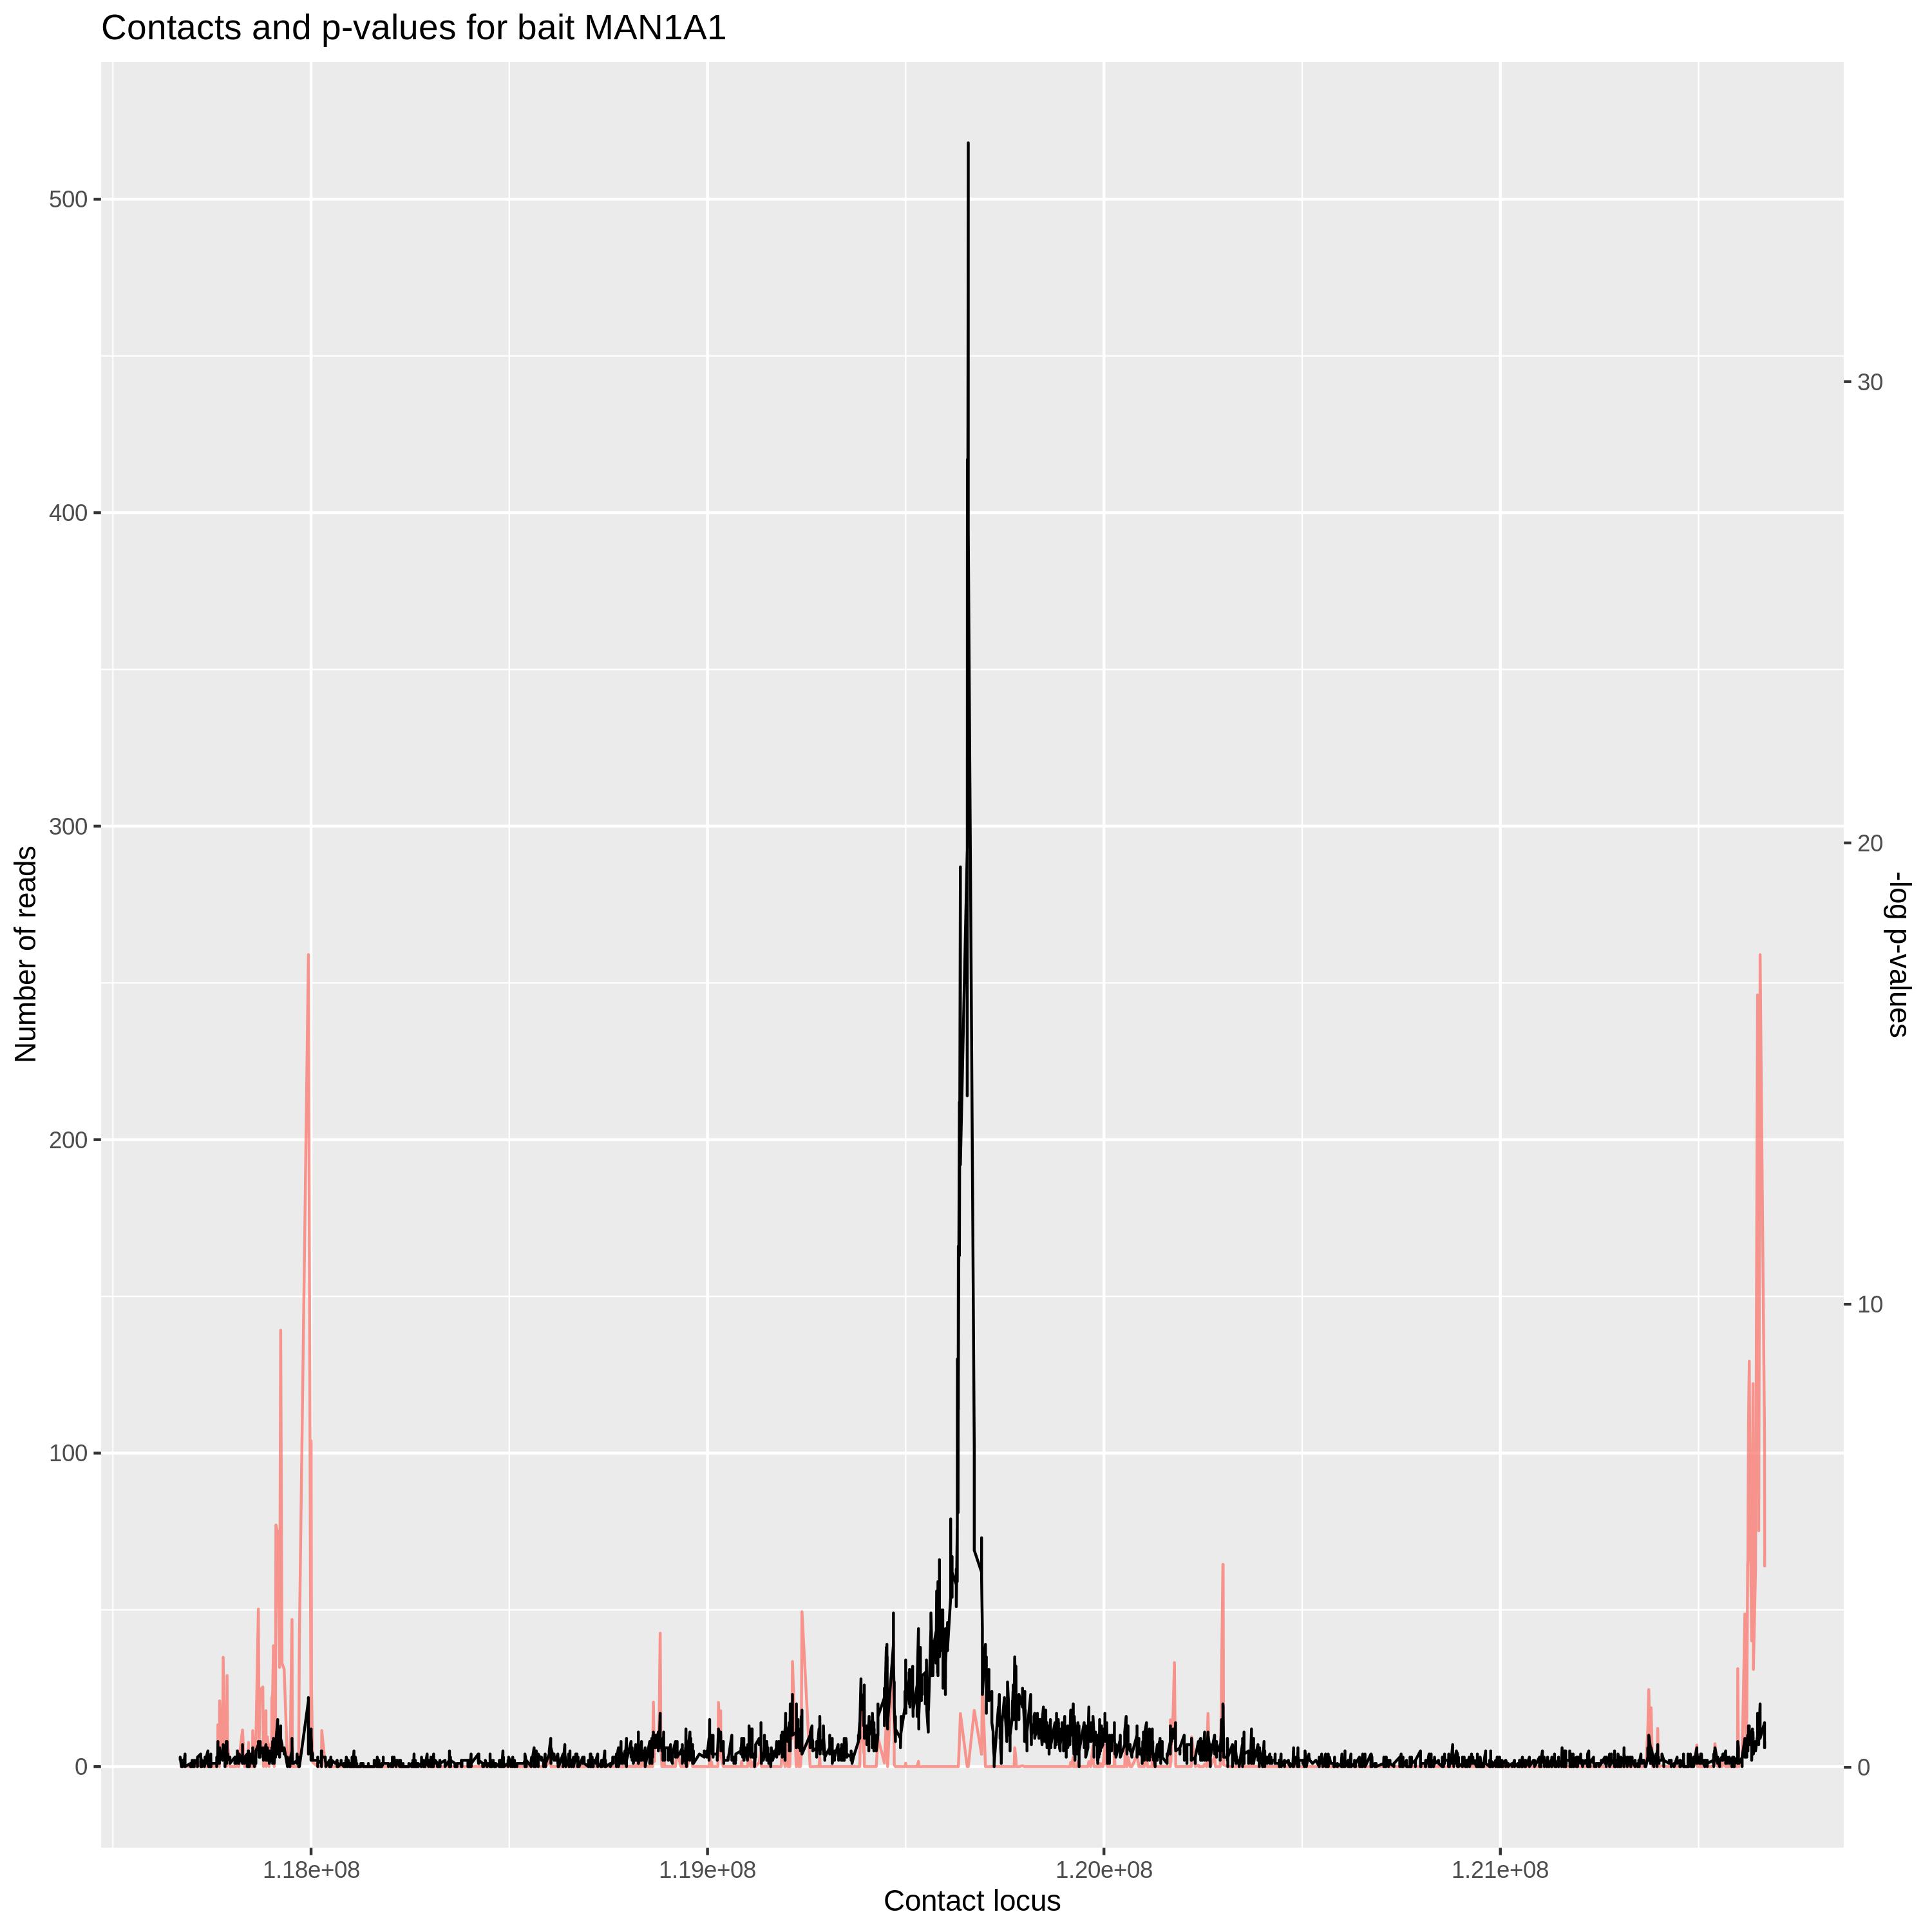 Contacts and p-values for bait MAN1A1
Number of reads
500
400
300
200
100
0
30
20
10
0
-log p-values
1.18e+08 1.19e+08 1.20e+08 1.21e+08
Contact locus